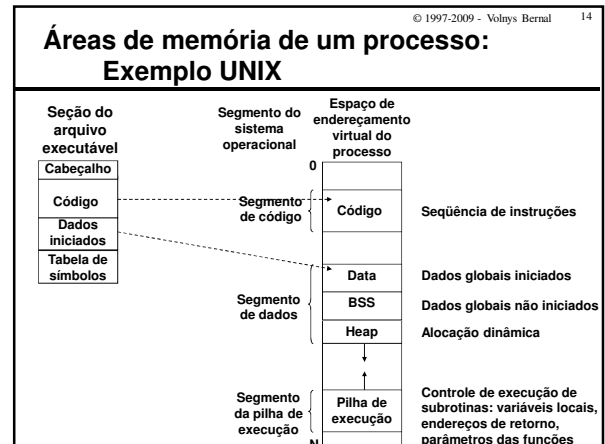 © 1997-2009 - Volnys Bernal 14
Áreas de memória de um processo:
Exemplo UNIX
Seção do
arquivo
executável
Cabeçalho
Código
Dados
iniciados
Tabela de
símbolos
Segmento do
sistema
operacional
Segmento
de código
Segmento
de dados
Segmento
da pilha de
execução
Espaço de
endereçamento
virtual do
processo
0
Código
Data
BSS
Heap
Pilha de
execução
N
Seqüência de instruções
Dados globais iniciados
Dados globais não iniciados
Alocação dinâmica
Controle de execução de
subrotinas: variáveis locais,
endereços de retorno,
parâmetros das funções